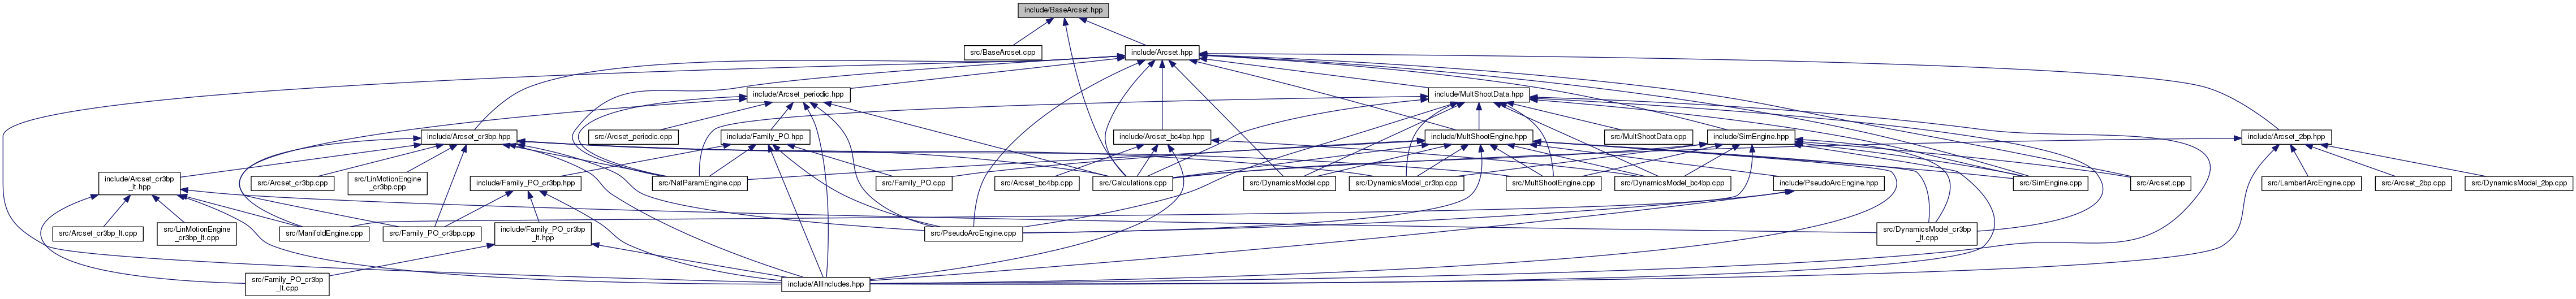 include/BaseArcset.hpp
src/BaseArcset.cpp
include/Arcset.hpp
include/Arcset_periodic.hpp
include/MultShootData.hpp
include/Arcset_cr3bp.hpp
src/Arcset_periodic.cpp
include/Family_PO.hpp
include/Arcset_bc4bp.hpp
include/MultShootEngine.hpp
src/MultShootData.cpp
include/SimEngine.hpp
include/Arcset_2bp.hpp
include/Arcset_cr3bp
_lt.hpp
src/Arcset_cr3bp.cpp
src/LinMotionEngine
_cr3bp.cpp
include/Family_PO_cr3bp.hpp
src/NatParamEngine.cpp
src/Family_PO.cpp
src/Arcset_bc4bp.cpp
src/Calculations.cpp
src/DynamicsModel.cpp
src/DynamicsModel_cr3bp.cpp
src/MultShootEngine.cpp
src/DynamicsModel_bc4bp.cpp
include/PseudoArcEngine.hpp
src/SimEngine.cpp
src/Arcset.cpp
src/LambertArcEngine.cpp
src/Arcset_2bp.cpp
src/DynamicsModel_2bp.cpp
src/Arcset_cr3bp_lt.cpp
src/LinMotionEngine
_cr3bp_lt.cpp
src/ManifoldEngine.cpp
src/Family_PO_cr3bp.cpp
include/Family_PO_cr3bp
_lt.hpp
src/PseudoArcEngine.cpp
src/DynamicsModel_cr3bp
_lt.cpp
src/Family_PO_cr3bp
_lt.cpp
include/AllIncludes.hpp